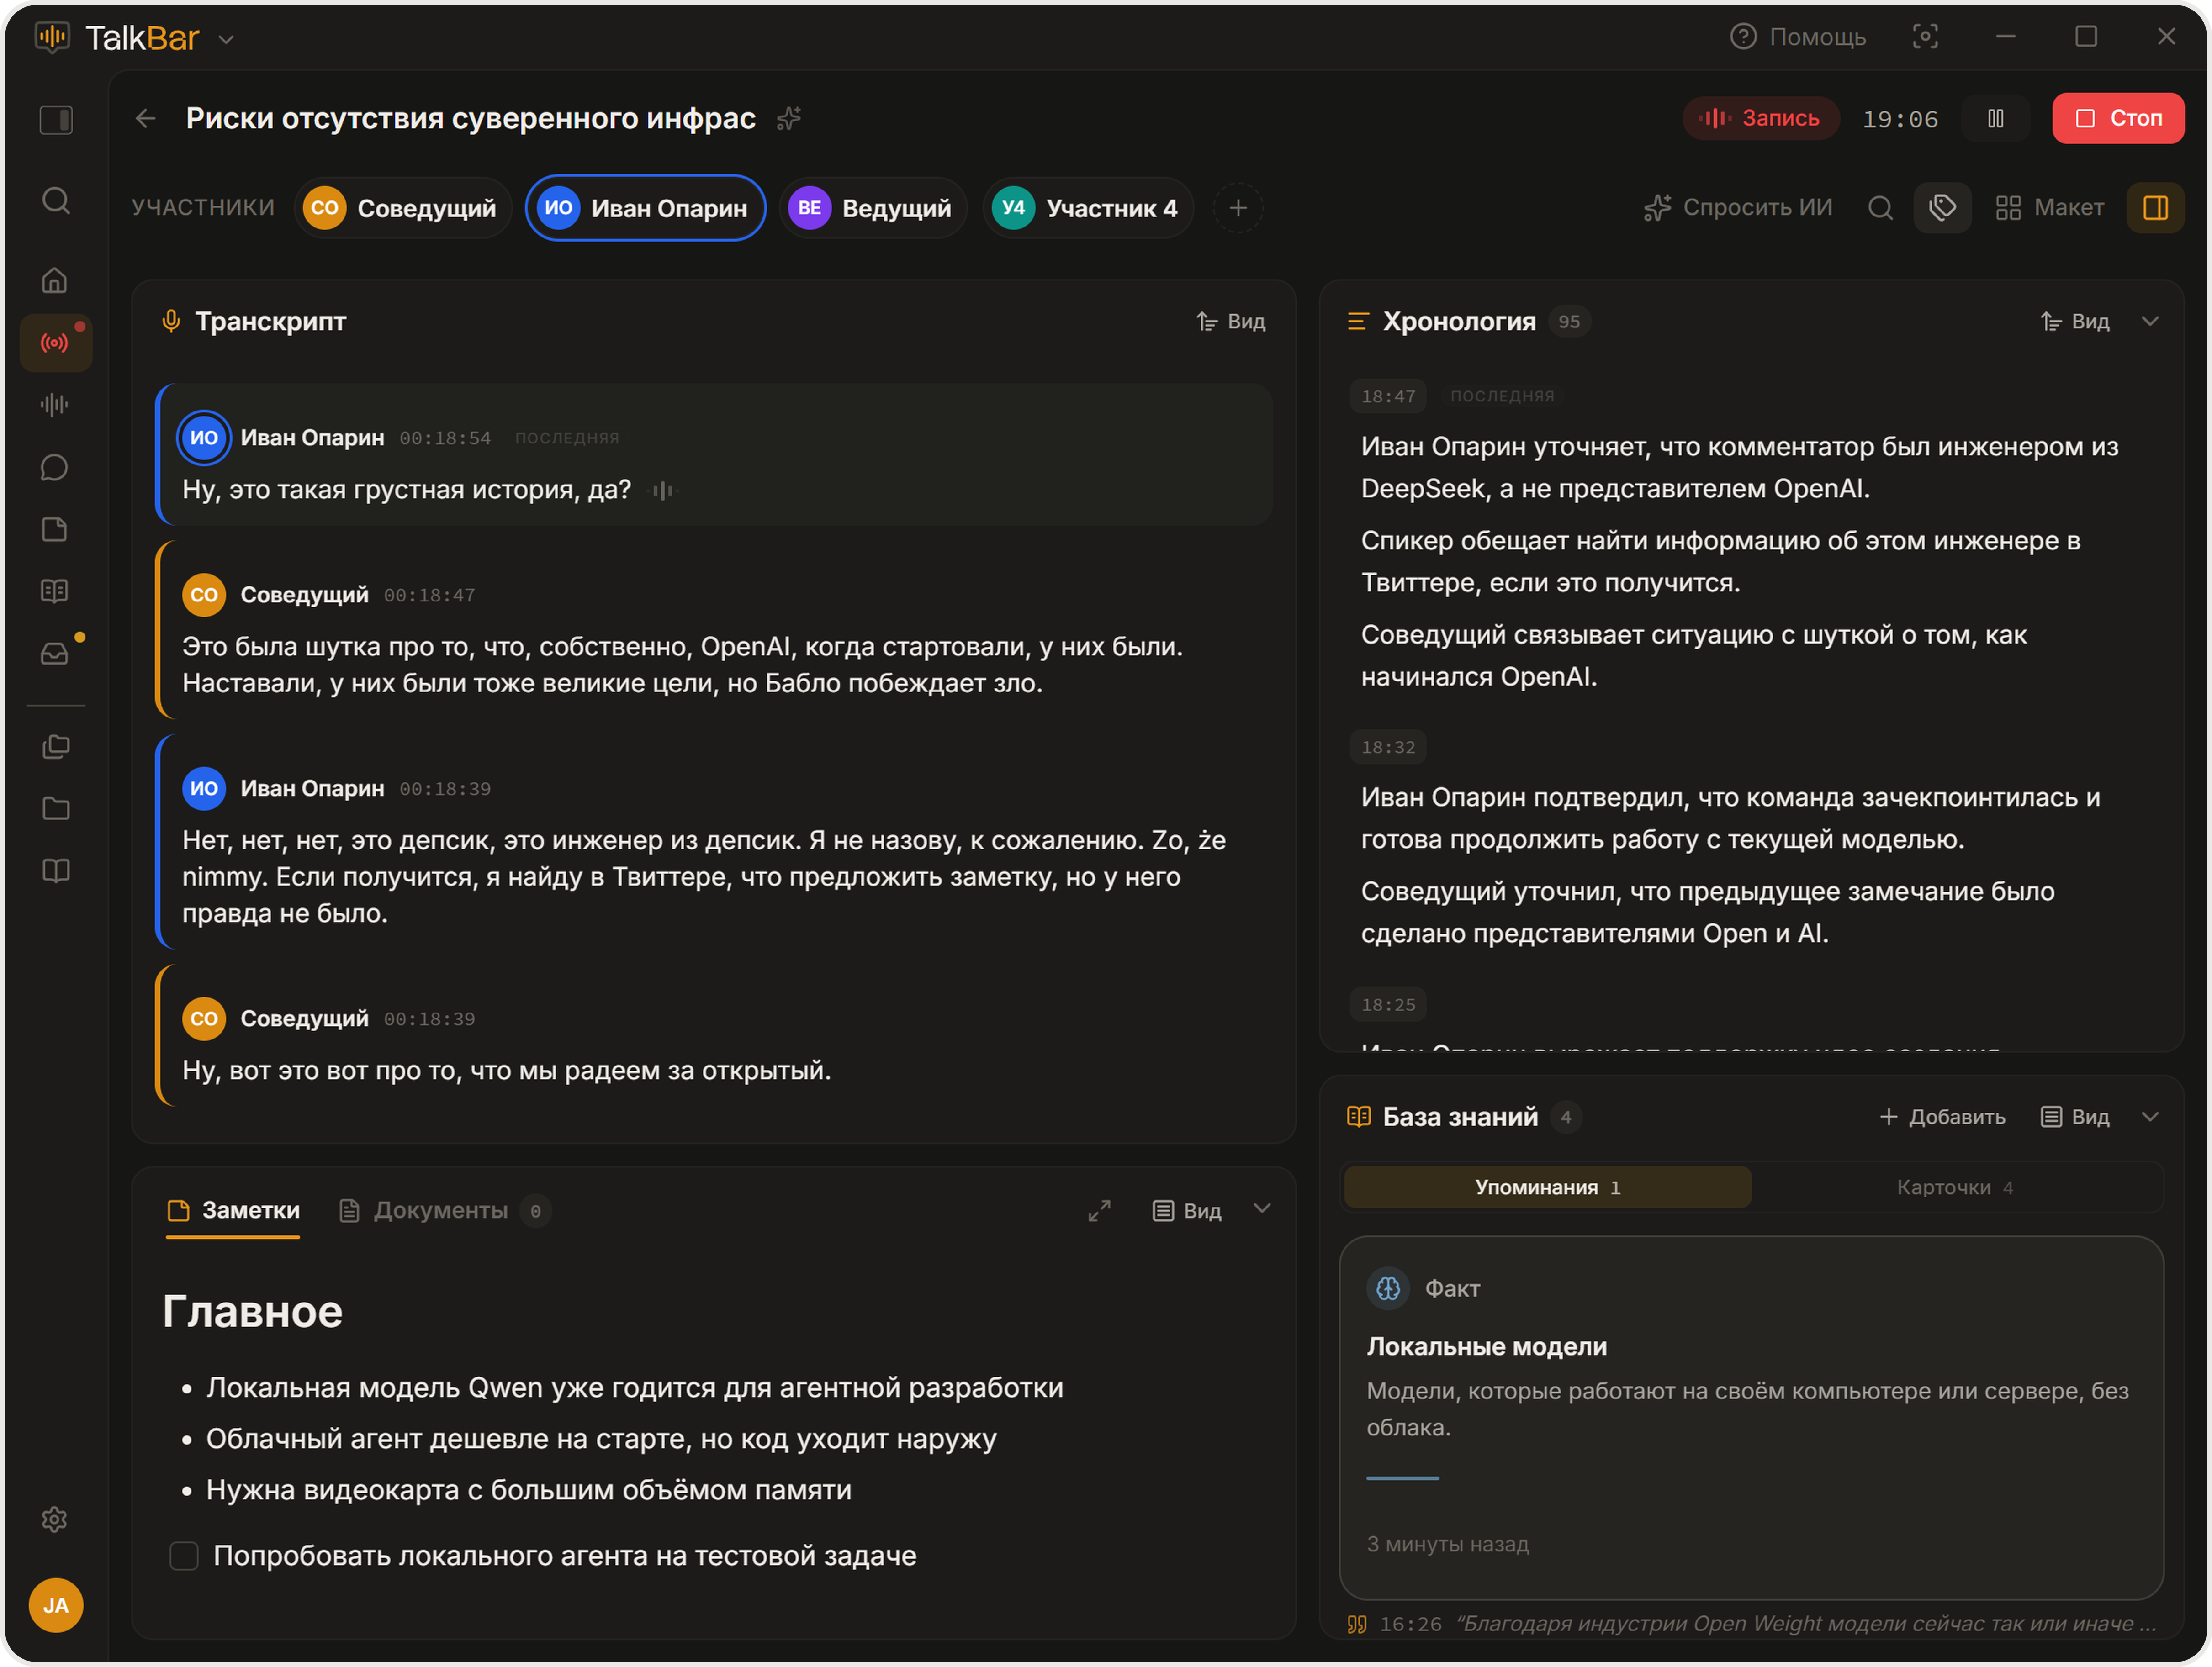 TalkBar
Помощь
Риски отсутствия суверенного инфрас
Запись
19:06
Стоп
УЧАСТНИКИ
СО Соведущий
ИО Иван Опарин
ВЕ Ведущий
У4 Участник 4
Спросить ИИ
Макет
Транскрипт
Вид
ИО Иван Опарин 00:18:54 ПОСЛЕДНЯЯ
Ну, это такая грустная история, да?
СО Соведущий 00:18:47
Это была шутка про то, что, собственно, OpenAI, когда стартовали, у них были.
Наставали, у них были тоже великие цели, но Бабло побеждает зло.
ИО Иван Опарин 00:18:39
Нет, нет, нет, это депсик, это инженер из депсик. Я не назову, к сожалению. Zo, że
nimmy. Если получится, я найду в Твиттере, что предложить заметку, но у него
правда не было.
СО Соведущий 00:18:39
Ну, вот это вот про то, что мы радеем за открытый.
Заметки
Документы 0
Вид
Главное
• Локальная модель Qwen уже годится для агентной разработки
• Облачный агент дешевле на старте, но код уходит наружу
• Нужна видеокарта с большим объёмом памяти
Попробовать локального агента на тестовой задаче
JA
Хронология 95
Вид
18:47 ПОСЛЕДНЯЯ
Иван Опарин уточняет, что комментатор был инженером из
DeepSeek, а не представителем OpenAI.
Спикер обещает найти информацию об этом инженере в
Твиттере, если это получится.
Соведущий связывает ситуацию с шуткой о том, как
начинался OpenAI.
18:32
Иван Опарин подтвердил, что команда зачекпоинтилась и
готова продолжить работу с текущей моделью.
Соведущий уточнил, что предыдущее замечание было
сделано представителями Open и AI.
18:25
База знаний 4
Добавить
Вид
Упоминания 1
Карточки 4
Факт
Локальные модели
Модели, которые работают на своём компьютере или сервере, без
облака.
3 минуты назад
16:26 “Благодаря индустрии Open Weight модели сейчас так или иначе ...